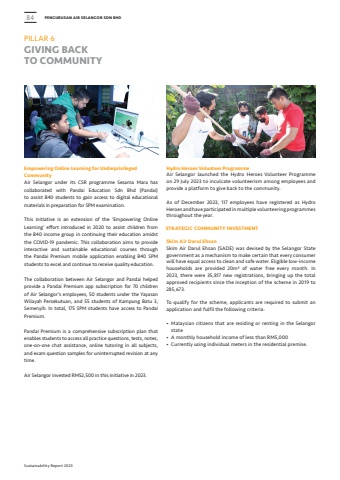 84
PENGURUSAN AIR SELANGOR SDN BHD
PILLAR 6
GIVING BACK
TO COMMUNITY
Empowering Online Learning for Underprivileged
Community
Air Selangor under its CSR programme Sesama Mara has
collaborated with Pandai Education Sdn Bhd (Pandai)
to assist B40 students to gain access to digital educational
materials in preparation for SPM examination.
This initiative is an extension of the 'Empowering Online
Learning' effort introduced in 2020 to assist children from
the B40 income group in continuing their education amidst
the COVID-19 pandemic. This collaboration aims to provide
interactive and sustainable educational courses through
the Pandai Premium mobile application enabling B40 SPM
students to excel and continue to receive quality education.
The collaboration between Air Selangor and Pandai helped
provide a Pandai Premium app subscription for 70 children
of Air Selangor's employees, 50 students under the Yayasan
Wilayah Persekutuan, and 55 students of Kampung Batu 3,
Semenyih. In total, 175 SPM students have access to Pandai
Premium.
Pandai Premium is a comprehensive subscription plan that
enables students to access all practice questions, tests, notes,
one-on-one chat assistance, online tutoring in all subjects,
and exam question samples for uninterrupted revision at any
time.
Air Selangor invested RM52,500 in this initiative in 2023.
Hydro Heroes Volunteer Programme
Air Selangor launched the Hydro Heroes Volunteer Programme
on 29 July 2023 to inculcate volunteerism among employees and
provide a platform to give back to the community.
As of December 2023, 117 employees have registered as Hydro
Heroes and have participated in multiple volunteering programmes
throughout the year.
STRATEGIC COMMUNITY INVESTMENT
Skim Air Darul Ehsan
Skim Air Darul Ehsan (SADE) was devised by the Selangor State
government as a mechanism to make certain that every consumer
will have equal access to clean and safe water. Eligible low-income
households are provided 20m³ of water free every month. In
2023, there were 35,817 new registrations, bringing up the total
approved recipients since the inception of the scheme in 2019 to
285,673.
To qualify for the scheme, applicants are required to submit an
application and fulfil the following criteria:
• Malaysian citizens that are residing or renting in the Selangor
state
• A monthly household income of less than RM5,000
• Currently using individual meters in the residential premise.
Sustainability Report 2023